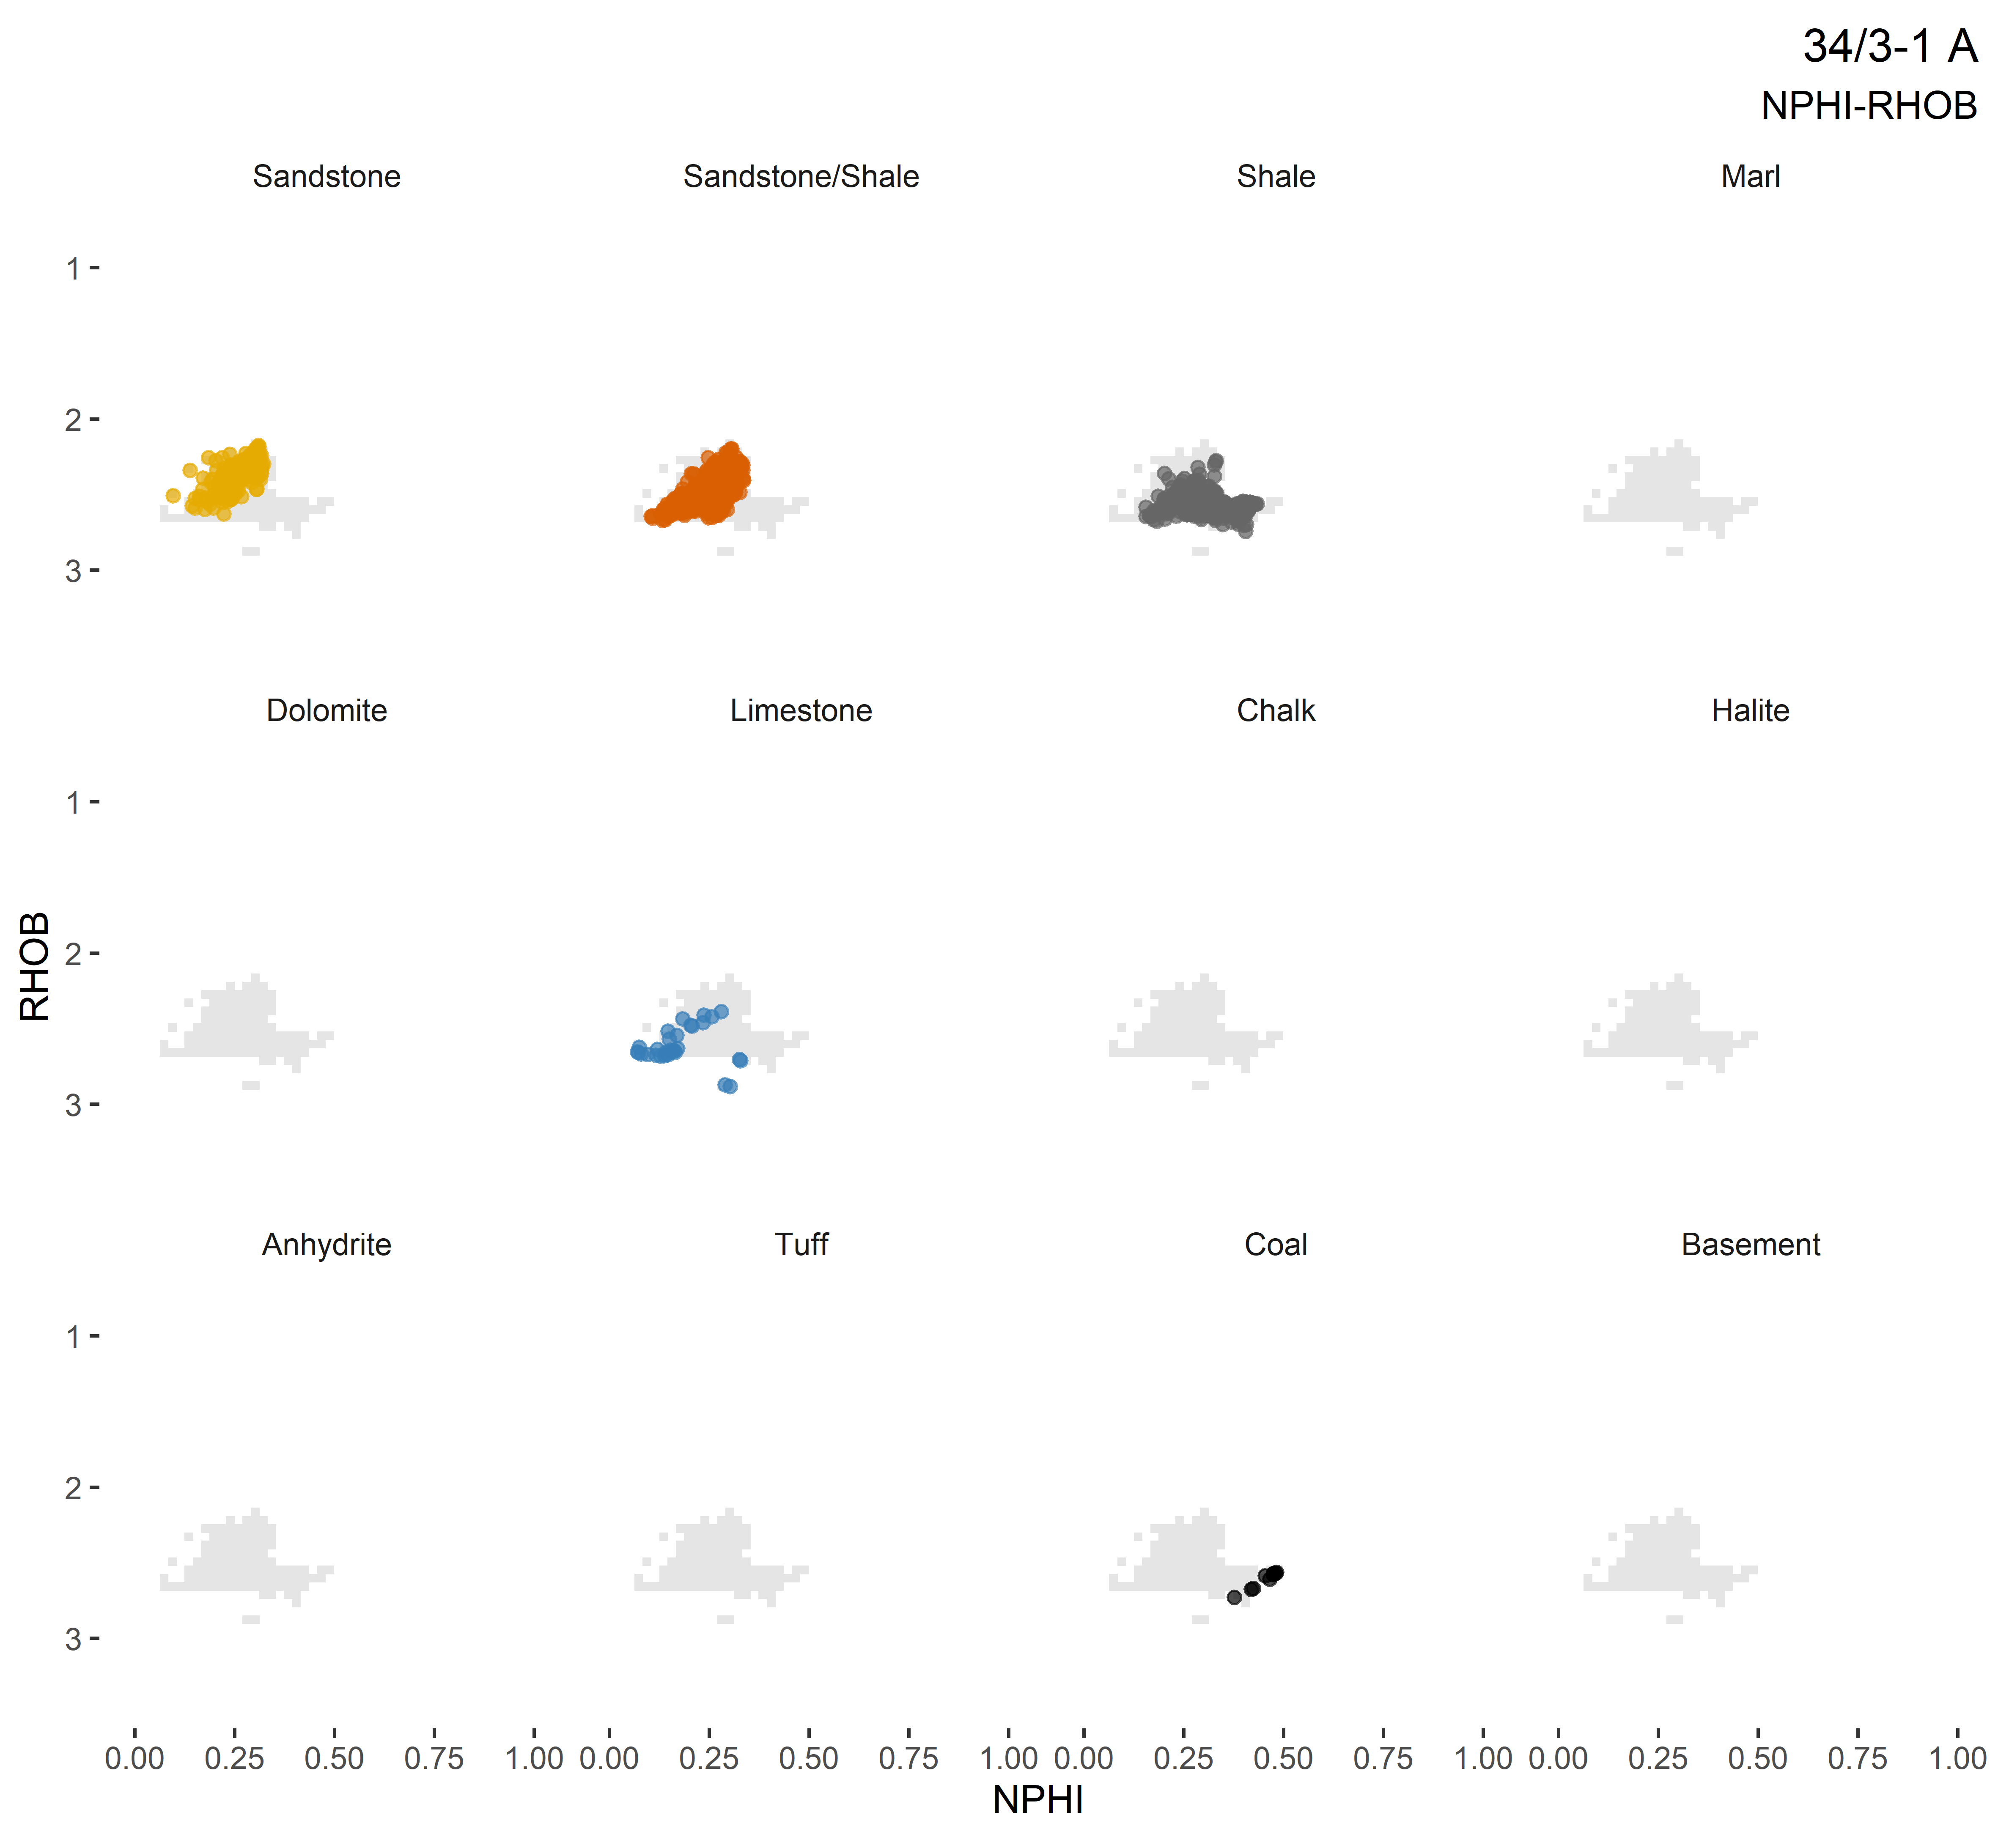 34/3-1 A
NPHI-RHOB
Sandstone Sandstone/Shale Shale Marl
1
2
3
Dolomite Limestone Chalk Halite
1
2
3
RHOB
Anhydrite Tuff Coal Basement
1
2
3
0.00 0.25 0.50 0.75 1.00 0.00 0.25 0.50 0.75 1.00 0.00 0.25 0.50 0.75 1.00 0.00 0.25 0.50 0.75 1.00
NPHI